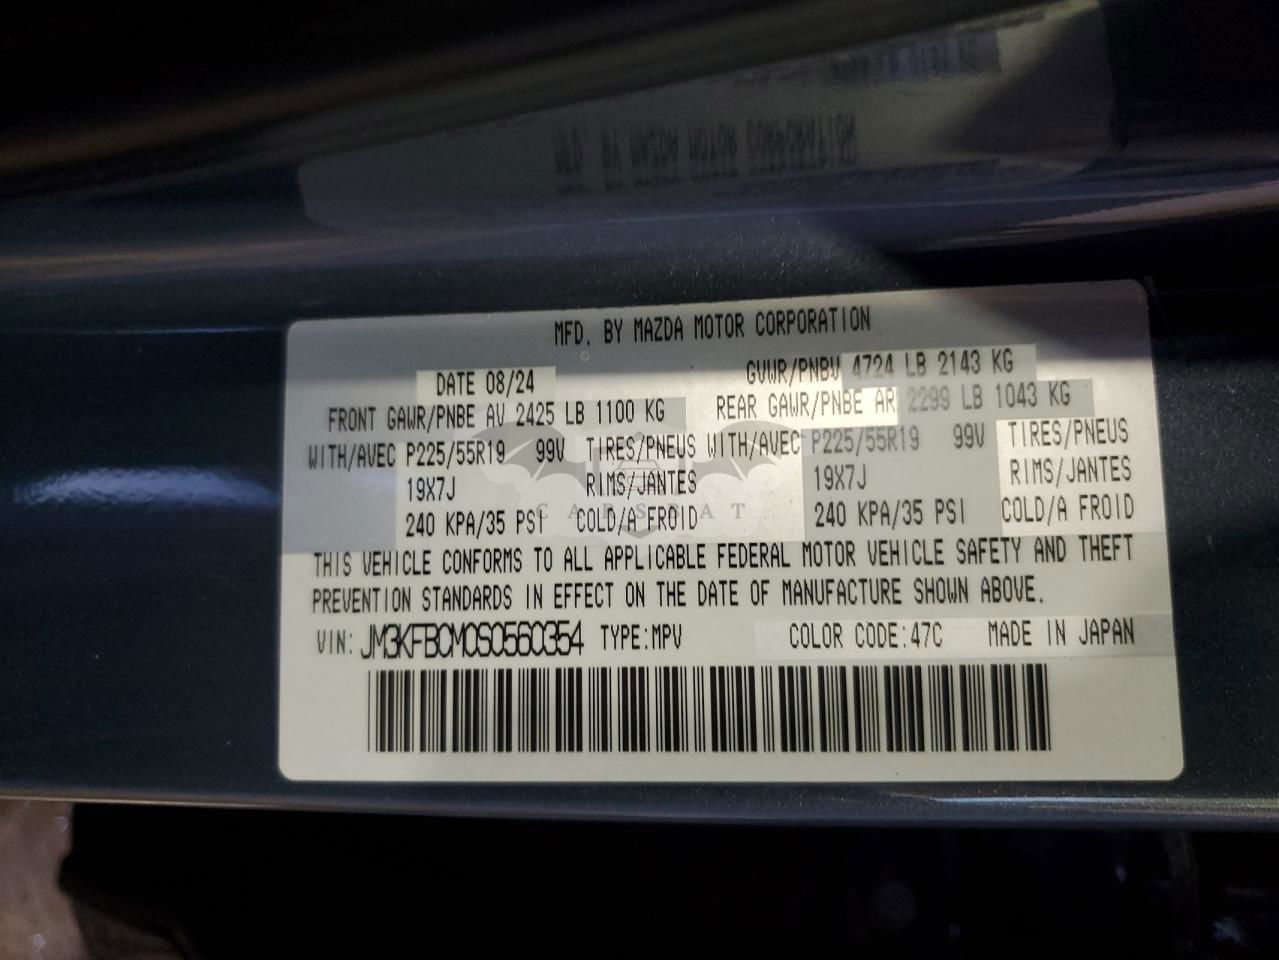 MFD. BY MAZDA MOTOR CORPORATION
DATE 08/24 GVWR/PNBV 4724 LB 2143 KG
FRONT GAWR/PNBE AV 2425 LB 1100 KG REAR GAWR/PNBE AR 2299 LB 1043 KG
WITH/AVEC P225/55R19 99V TIRES/PNEUS WITH/AVEC P225/55R19 99V TIRES/PNEUS
19X7J RIMS/JANTES 19X7J RIMS/JANTES
240 KPA/35 PSI COLD/A FROID 240 KPA/35 PSI COLD/A FROID
THIS VEHICLE CONFORMS TO ALL APPLICABLE FEDERAL MOTOR VEHICLE SAFETY AND THEFT
PREVENTION STANDARDS IN EFFECT ON THE DATE OF MANUFACTURE SHOWN ABOVE.
VIN: JM3KFBCM0S0560354 TYPE:MPV COLOR CODE:47C MADE IN JAPAN